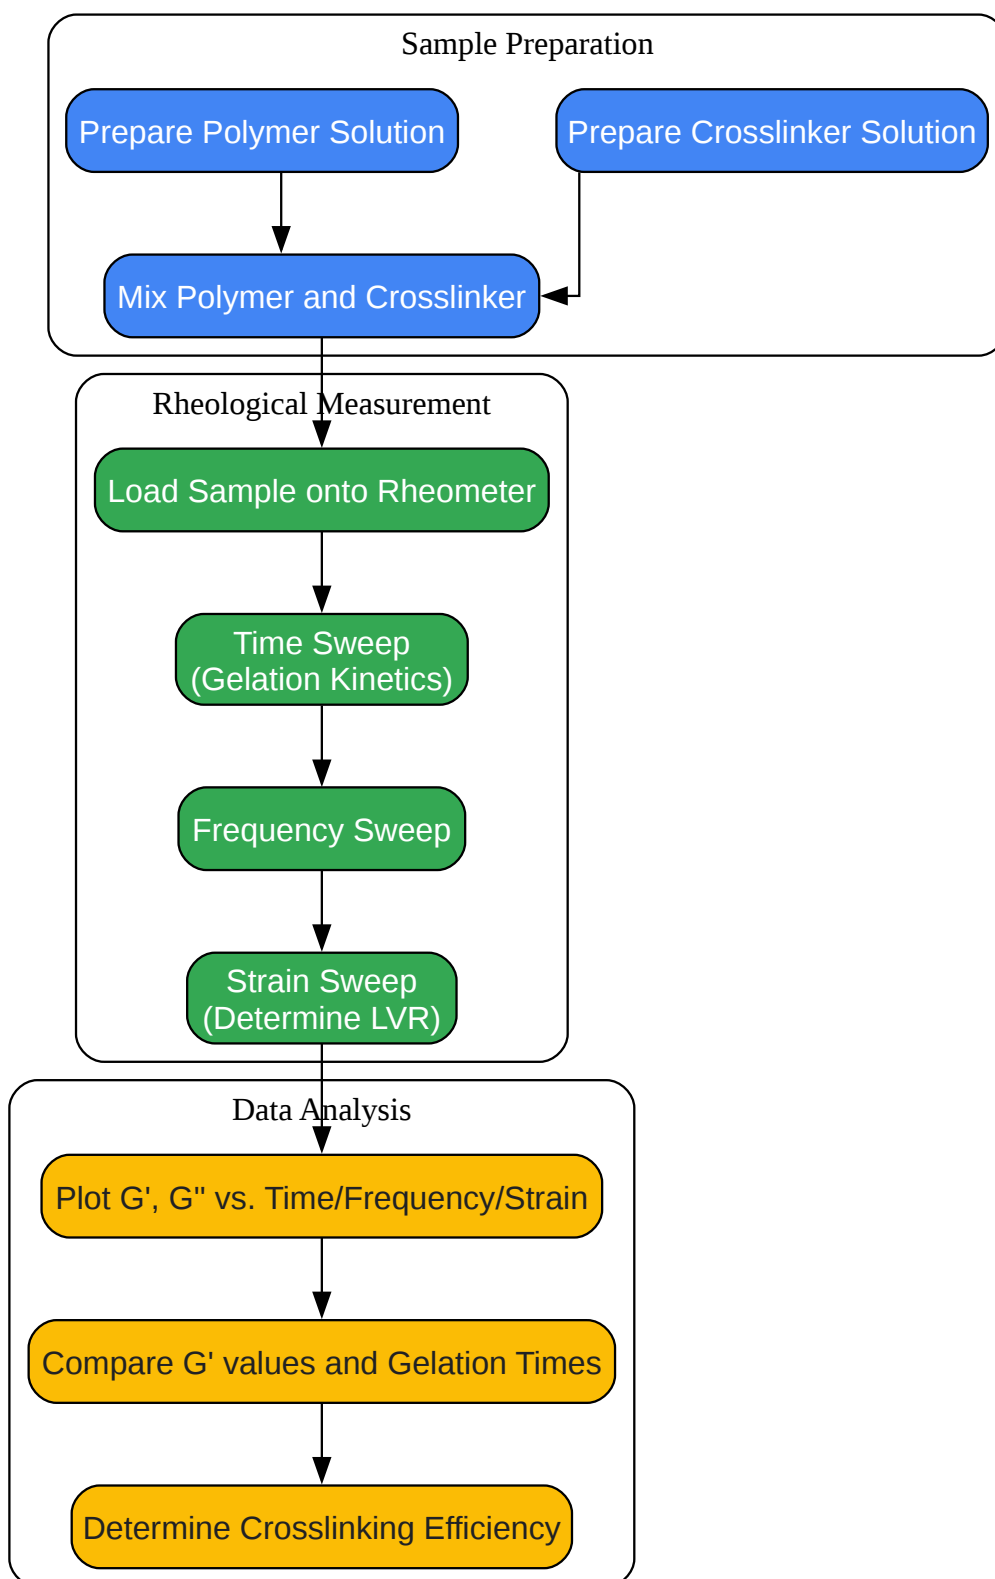 Sample Preparation
Prepare Polymer Solution
Prepare Crosslinker Solution
Mix Polymer and Crosslinker
Rheological Measurement
Load Sample onto Rheometer
Time Sweep
(Gelation Kinetics)
Frequency Sweep
Strain Sweep
(Determine LVR)
Data Analysis
Plot G', G" vs. Time/Frequency/Strain
Compare G' values and Gelation Times
Determine Crosslinking Efficiency